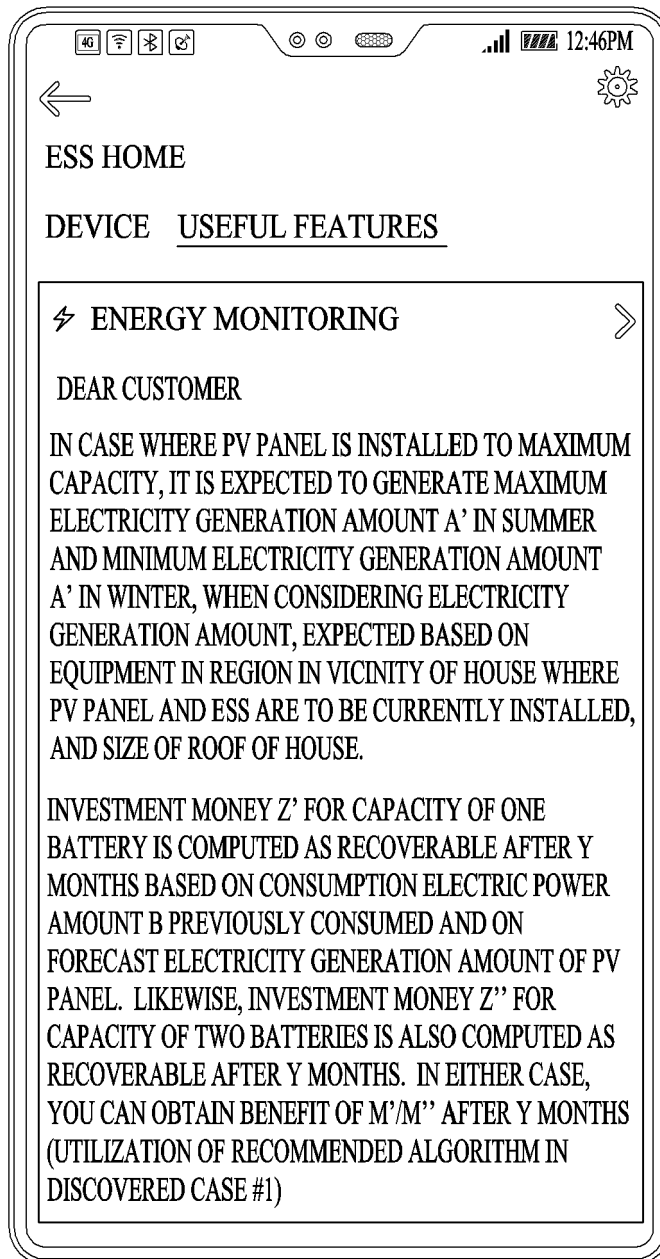 4G 12:46PM
ESS HOME
DEVICE USEFUL FEATURES
ENERGY MONITORING
DEAR CUSTOMER
IN CASE WHERE PV PANEL IS INSTALLED TO MAXIMUM
CAPACITY, IT IS EXPECTED TO GENERATE MAXIMUM
ELECTRICITY GENERATION AMOUNT A’ IN SUMMER
AND MINIMUM ELECTRICITY GENERATION AMOUNT
A’ IN WINTER, WHEN CONSIDERING ELECTRICITY
GENERATION AMOUNT, EXPECTED BASED ON
EQUIPMENT IN REGION IN VICINITY OF HOUSE WHERE
PV PANEL AND ESS ARE TO BE CURRENTLY INSTALLED,
AND SIZE OF ROOF OF HOUSE.
INVESTMENT MONEY Z’ FOR CAPACITY OF ONE
BATTERY IS COMPUTED AS RECOVERABLE AFTER Y
MONTHS BASED ON CONSUMPTION ELECTRIC POWER
AMOUNT B PREVIOUSLY CONSUMED AND ON
FORECAST ELECTRICITY GENERATION AMOUNT OF PV
PANEL. LIKEWISE, INVESTMENT MONEY Z’’ FOR
CAPACITY OF TWO BATTERIES IS ALSO COMPUTED AS
RECOVERABLE AFTER Y MONTHS. IN EITHER CASE,
YOU CAN OBTAIN BENEFIT OF M’/M’’ AFTER Y MONTHS
(UTILIZATION OF RECOMMENDED ALGORITHM IN
DISCOVERED CASE #1)